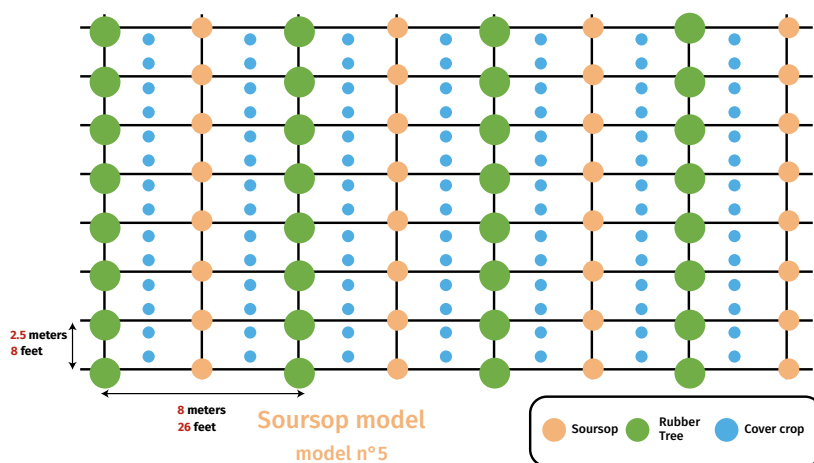 2.5 meters
8 feet
8 meters
26 feet
Soursop model
model n°5
Soursop
Rubber
Tree
Cover crop